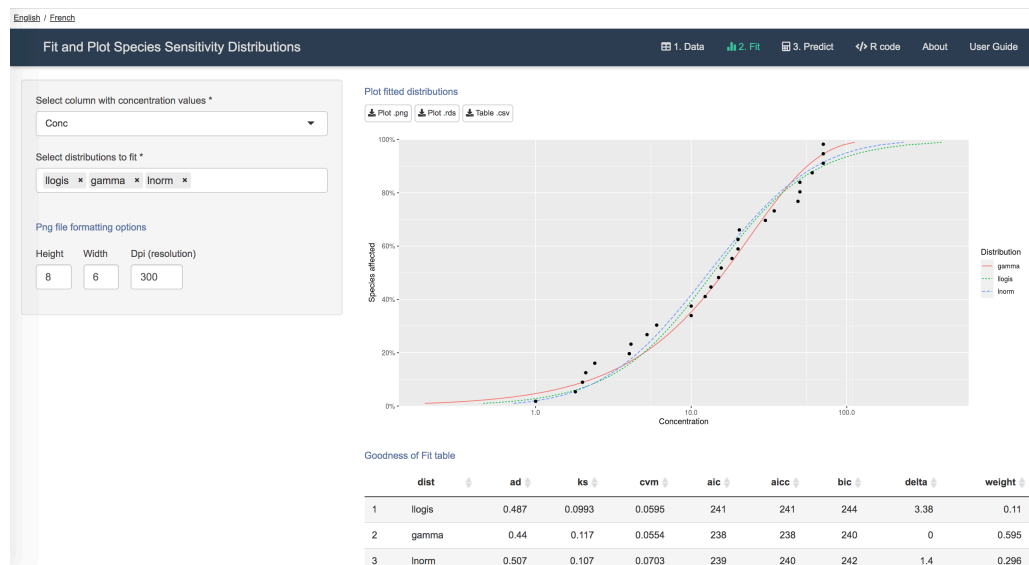 English / French
Fit and Plot Species Sensitivity Distributions 1. Data 2. Fit 3. Predict </> R code About User Guide
Select column with concentration values *
Conc
Select distributions to fit *
llogis × gamma × lnorm ×
Png file formatting options
Height Width Dpi (resolution)
8 6 300
Plot fitted distributions
Plot .png Plot .rds Table .csv
100%-
80%-
60%-
40%-
20%-
0%-
Species affected
1.0 10.0 100.0
Concentration
Distribution
gamma
llogis
lnorm
Goodness of Fit table
dist ad ks cvm aic aicc bic delta weight
1 llogis 0.487 0.0993 0.0595 241 241 244 3.38 0.11
2 gamma 0.44 0.117 0.0554 238 238 240 0 0.595
3 lnorm 0.507 0.107 0.0703 239 240 242 1.4 0.296